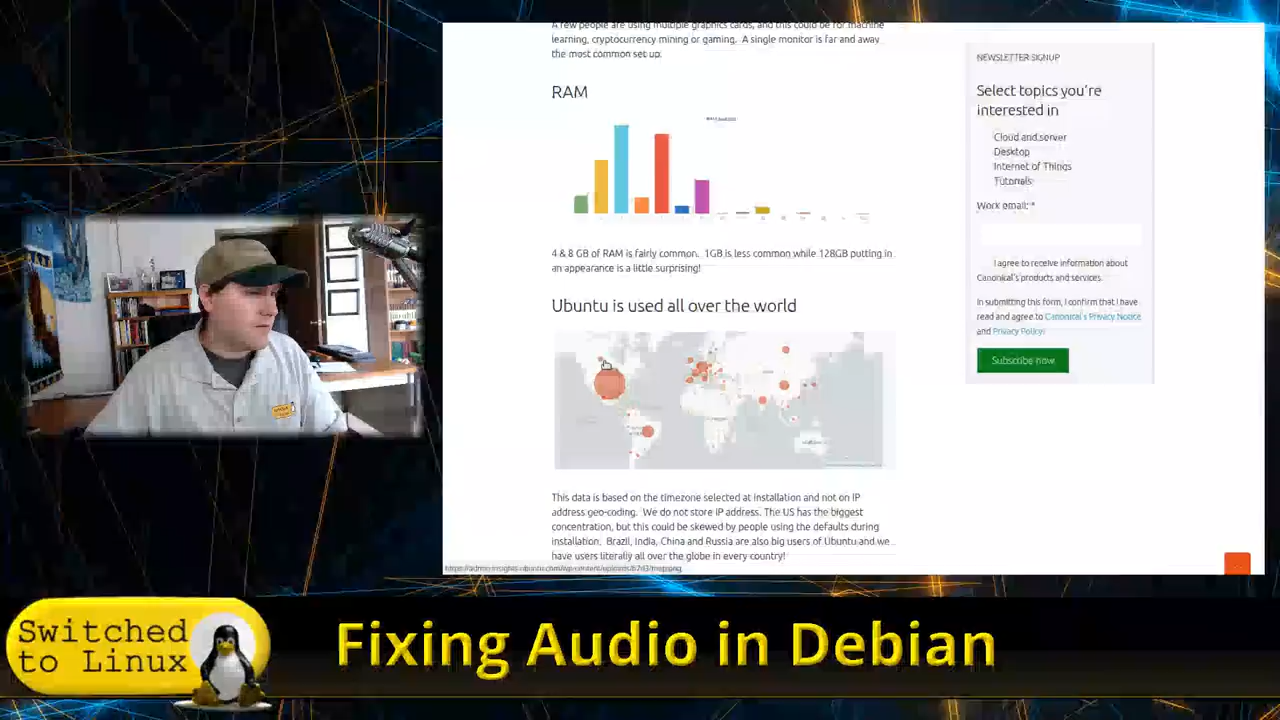 A few people are using multiple graphics cards, and this could be for machine
learning, cryptocurrency mining or gaming. A single monitor is far and away
the most common set up.
RAM
4 & 8 GB of RAM is fairly common. 1GB is less common while 128GB putting in
an appearance is a little surprising!
Ubuntu is used all over the world
This data is based on the timezone selected at installation and not on IP
address geo-coding. We do not store IP address. The US has the biggest
concentration, but this could be skewed by people using the defaults during
installation. Brazil, India, China and Russia are also big users of Ubuntu and we
have users literally all over the globe in every country!
NEWSLETTER SIGNUP
Select topics you're
interested in
Cloud and server
Desktop
Internet of Things
Tutorials
Work email: *
I agree to receive information about
Canonical's products and services.
In submitting this form, I confirm that I have
read and agree to Canonical's Privacy Notice
and Privacy Policy.
Subscribe now
Switched
to Linux
Fixing Audio in Debian